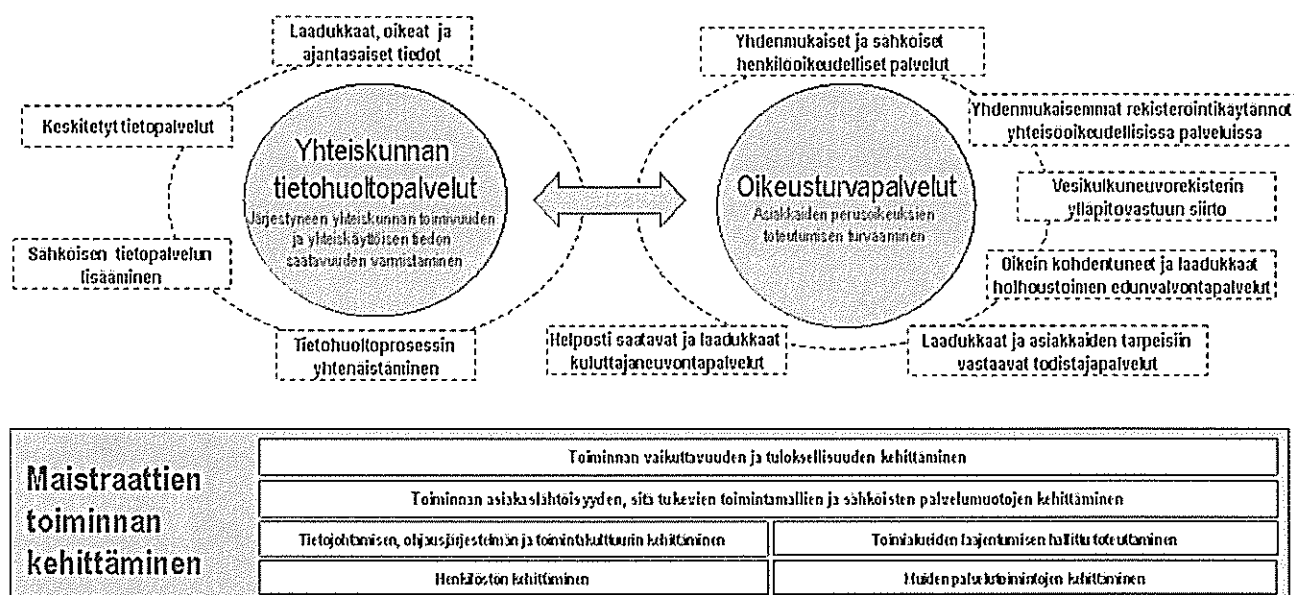 Laadukkaat, oikeat ja
ajantasaiset tiedot
Keskitetyt tietopalvelut
Yhteiskunnan
tietohuoltopalvelut
Järjestyneen yhteiskunnan toimivuuden
ja yhteiskäyttöisen tiedon
saatavuuden varmistaminen
Sähköisen tietopalvelun
lisääminen
Tietohuoltoprosessin
yhtenäistäminen
Yhdenmukaiset ja sähköiset
henkilöoikeudelliset palvelut
Yhdenmukaisemmat rekisteröintikäytännöt
yhteisöoikeudellisissa palveluissa
Oikeusturvapalvelut
Asiakkaiden perusoikeuksien
toteutumisen turvaaminen
Vesikulkuneuvorekisterin
ylläpitovastuun siirto
Oikein kohdentuneet ja laadukkaat
holhoustoimen edunvalvontapalvelut
Helposti saatavat ja laadukkaat
kuluttajaneuvontapalvelut
Laadukkaat ja asiakkaiden tarpeisiin
vastaavat todistajapalvelut
Maistraattien
toiminnan
kehittäminen
Toiminnan vaikuttavuuden ja tuloksellisuuden kehittäminen
Toiminnan asiakaslähtöisyyden, sitä tukevien toimintamallien ja sähköisten palvelumuotojen kehittäminen
Tietojohtamisen, ohjausjärjestelmän ja toimintakulttuurin kehittäminen
Toimialueiden laajentumisen hallittu toteuttaminen
Henkilöstön kehittäminen
Muiden palvelutoimintojen kehittäminen